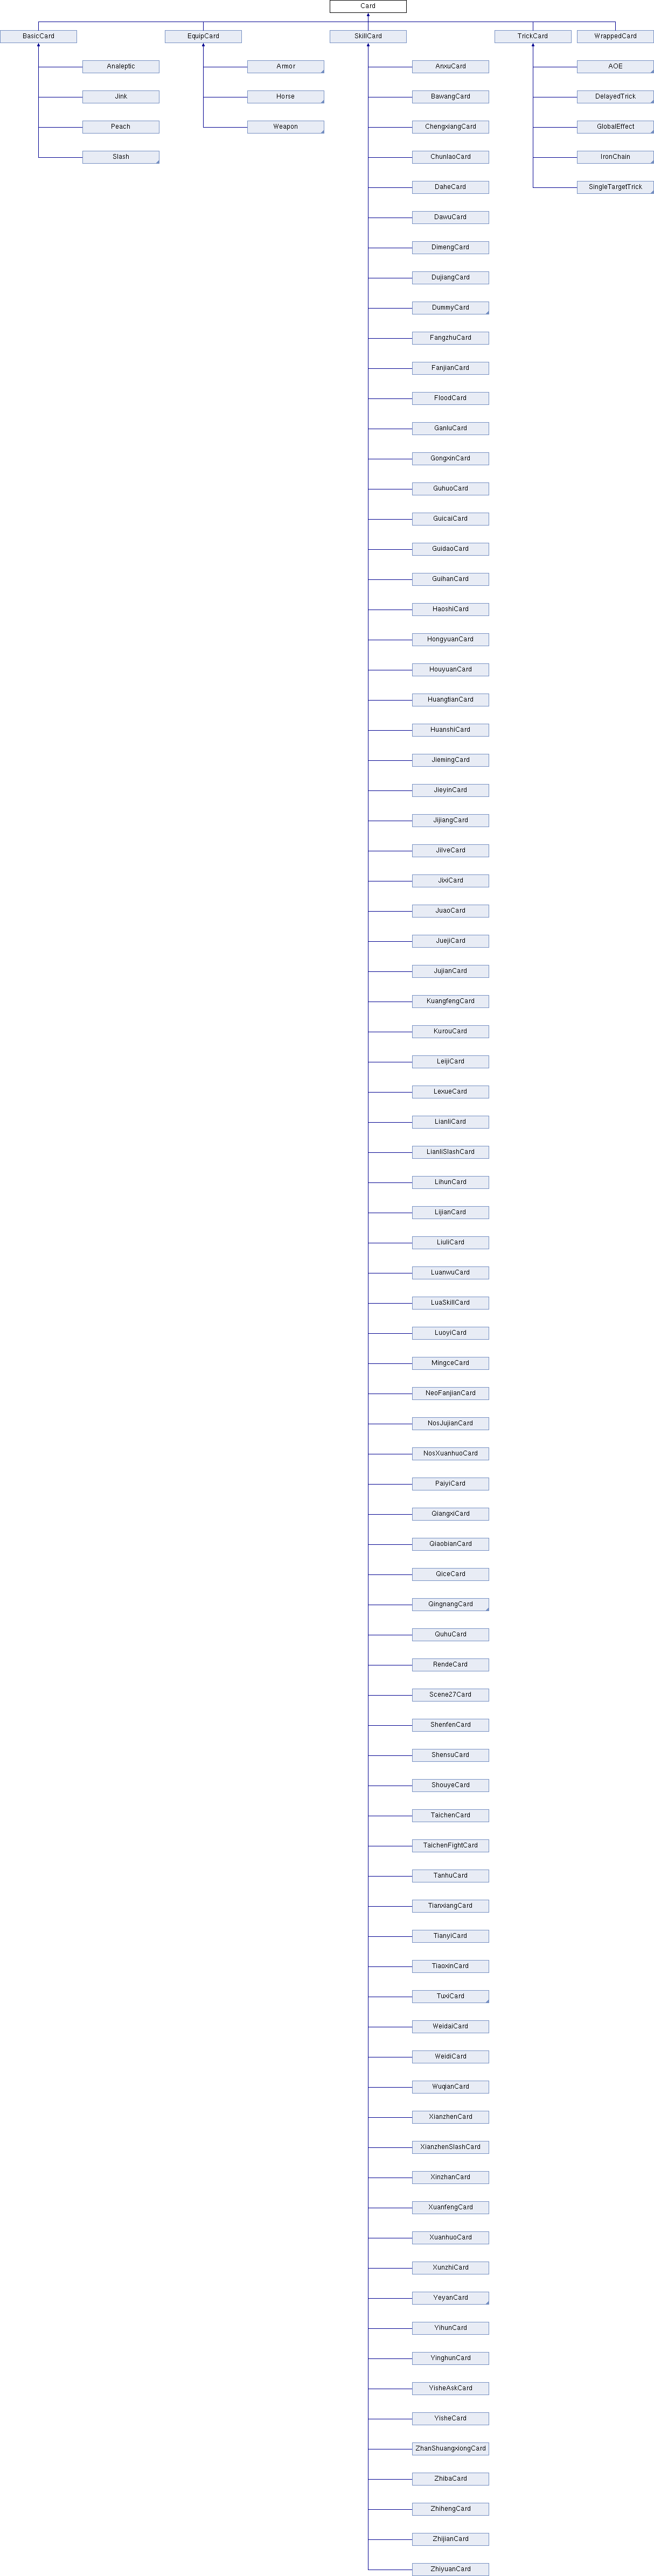 Card
BasicCard
EquipCard
SkillCard
TrickCard
WrappedCard
Analeptic
Armor
AnxuCard
AOE
Jink
Horse
BawangCard
DelayedTrick
Peach
Weapon
ChengxiangCard
GlobalEffect
Slash
ChunlaoCard
IronChain
DaheCard
SingleTargetTrick
DawuCard
DimengCard
DujiangCard
DummyCard
FangzhuCard
FanjianCard
FloodCard
GanluCard
GongxinCard
GuhuoCard
GuicaiCard
GuidaoCard
GuihanCard
HaoshiCard
HongyuanCard
HouyuanCard
HuangtianCard
HuanshiCard
JiemingCard
JieyinCard
JijiangCard
JilveCard
JixiCard
JuaoCard
JuejiCard
JujianCard
KuangfengCard
KurouCard
LeijiCard
LexueCard
LianliCard
LianliSlashCard
LihunCard
LijianCard
LiuliCard
LuanwuCard
LuaSkillCard
LuoyiCard
MingceCard
NeoFanjianCard
NosJujianCard
NosXuanhuoCard
PaiyiCard
QiangxiCard
QiaobianCard
QiceCard
QingnangCard
QuhuCard
RendeCard
Scene27Card
ShenfenCard
ShensuCard
ShouyeCard
TaichenCard
TaichenFightCard
TanhuCard
TianxiangCard
TianyiCard
TiaoxinCard
TuxiCard
WeidaiCard
WeidiCard
WuqianCard
XianzhenCard
XianzhenSlashCard
XinzhanCard
XuanfengCard
XuanhuoCard
XunzhiCard
YeyanCard
YihunCard
YinghunCard
YisheAskCard
YisheCard
ZhanShuangxiongCard
ZhibaCard
ZhihengCard
ZhijianCard
ZhiyuanCard